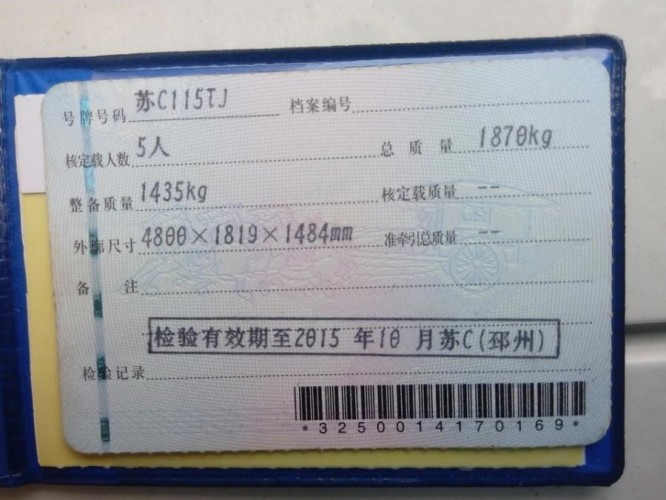 号牌号码 苏C115TJ 档案编号
核定载人数 5人 总质量 1870kg
整备质量 1435kg 核定载质量 --
外廓尺寸 4800×1819×1484mm 准牵引总质量 --
备注
检验有效期至2015年10月苏C(邳州)
检验记录
*3250014170169*